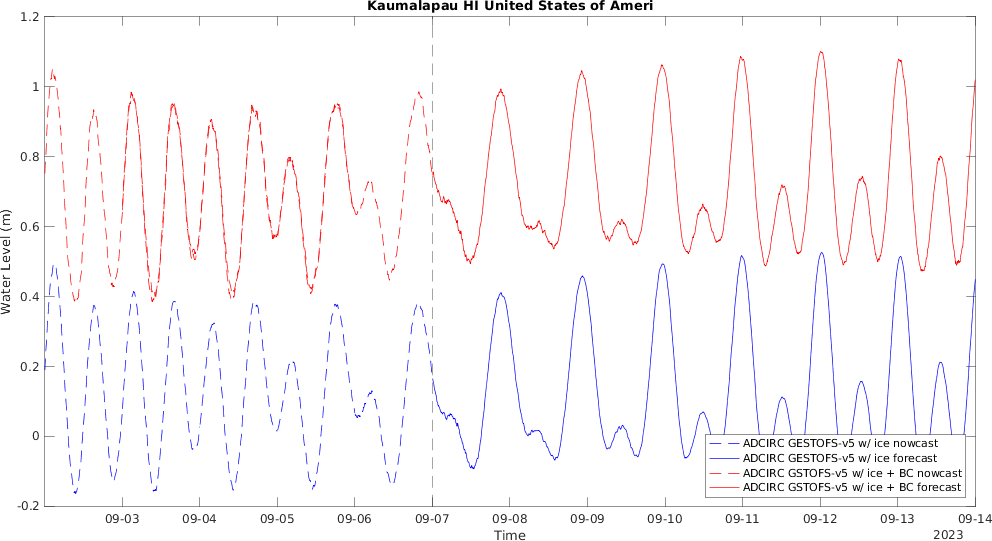 Kaumalapau HI United States of Ameri
Water Level (m)
1.2
1
0.8
0.6
0.4
0.2
0
-0.2
09-03 09-04 09-05 09-06 09-07 09-08 09-09 09-10 09-11 09-12 09-13 09-14
Time
2023
ADCIRC GESTOFS-v5 w/ ice nowcast
ADCIRC GESTOFS-v5 w/ ice forecast
ADCIRC GSTOFS-v5 w/ ice + BC nowcast
ADCIRC GSTOFS-v5 w/ ice + BC forecast